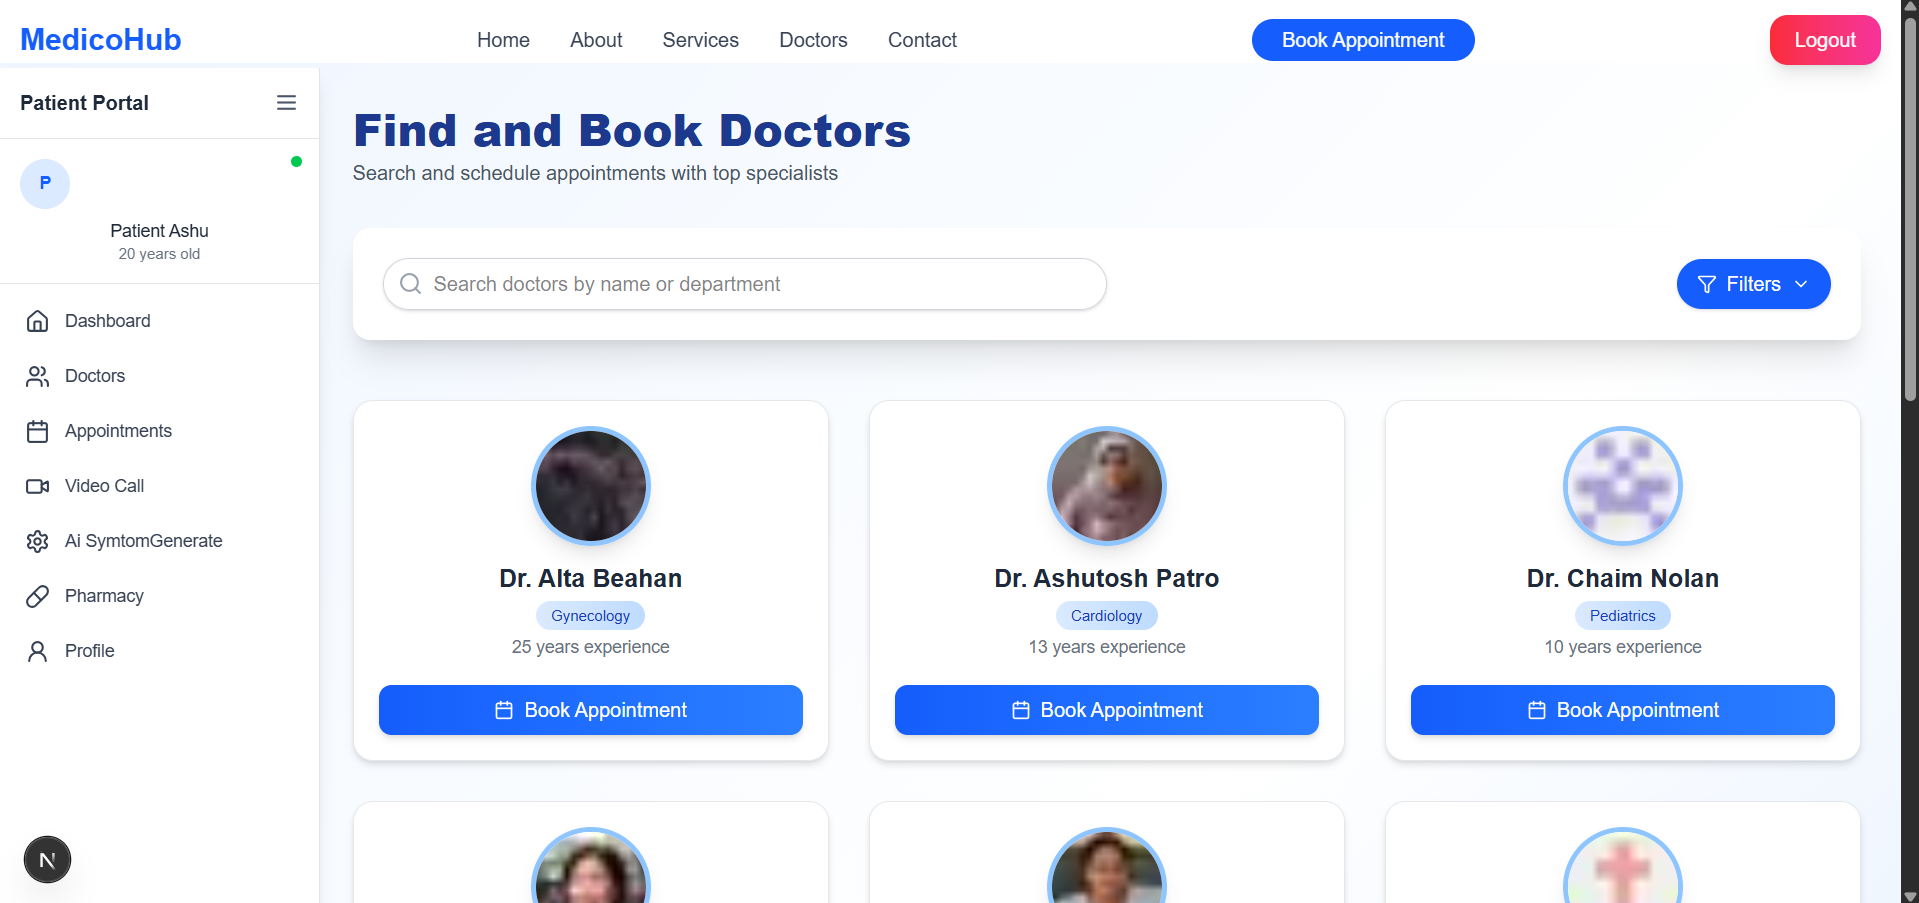 MedicoHub
Home
About
Services
Doctors
Contact
Book Appointment
Logout
Patient Portal
P
Patient Ashu
20 years old
Dashboard
Doctors
Appointments
Video Call
Ai SymtomGenerate
Pharmacy
Profile
N
Find and Book Doctors
Search and schedule appointments with top specialists
Search doctors by name or department
Filters
Dr. Alta Beahan
Gynecology
25 years experience
Book Appointment
Dr. Ashutosh Patro
Cardiology
13 years experience
Book Appointment
Dr. Chaim Nolan
Pediatrics
10 years experience
Book Appointment